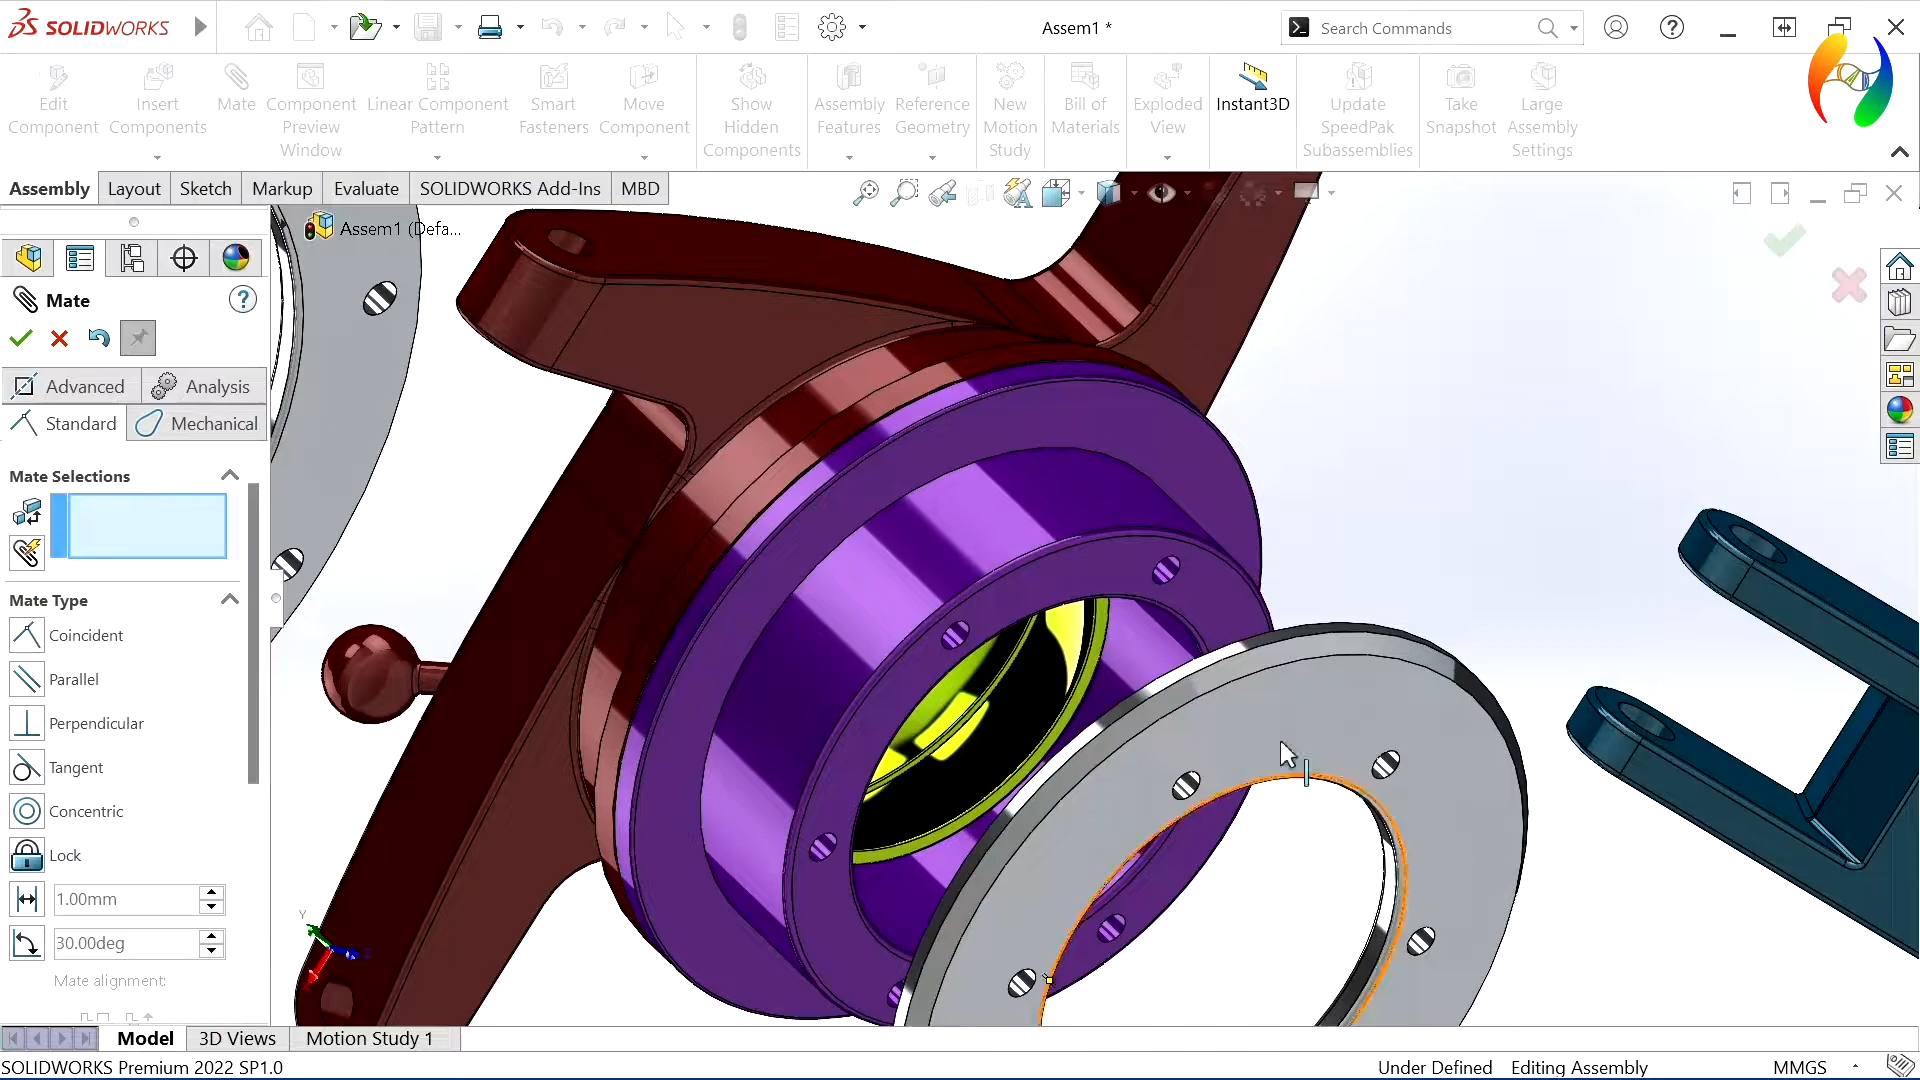 SOLIDWORKS
Assem1 *
Search Commands
Edit Component
Insert Components
Mate
Component Preview Window
Linear Component Pattern
Smart Fasteners
Move Component
Show Hidden Components
Assembly Features
Reference Geometry
New Motion Study
Bill of Materials
Exploded View
Instant3D
Update SpeedPak Subassemblies
Take Snapshot
Large Assembly Settings
Assembly
Layout
Sketch
Markup
Evaluate
SOLIDWORKS Add-Ins
MBD
Assem1 (Defa...
Mate
Advanced
Analysis
Standard
Mechanical
Mate Selections
Mate Type
Coincident
Parallel
Perpendicular
Tangent
Concentric
Lock
1.00mm
30.00deg
Mate alignment:
Y
Model
3D Views
Motion Study 1
SOLIDWORKS Premium 2022 SP1.0
Under Defined
Editing Assembly
MMGS